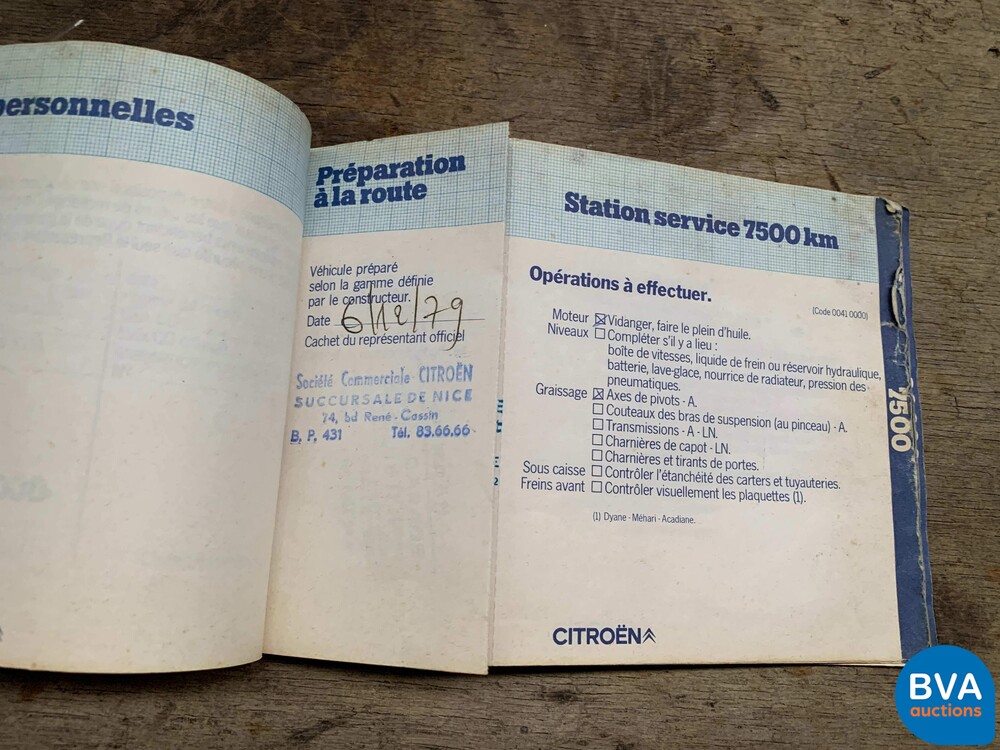 personnelles
Préparation
à la route
Véhicule préparé
selon la gamme définie
par le constructeur.
Date 6/12/79
Cachet du représentant officiel
Société Commerciale CITROËN
SUCCURSALE DE NICE
74, bd René-Cassin
B. P. 431 Tél. 83.66.66
Station service 7500 km
Opérations à effectuer.
(Code 0041 0000)
Moteur ☒ Vidanger, faire le plein d'huile.
Niveaux ☐ Compléter s'il y a lieu :
boîte de vitesses, liquide de frein ou réservoir hydraulique,
batterie, lave-glace, nourrice de radiateur, pression des
pneumatiques.
Graissage ☒ Axes de pivots - A.
☐ Couteaux des bras de suspension (au pinceau) - A.
☐ Transmissions - A - LN.
☐ Charnières de capot - LN.
☐ Charnières et tirants de portes.
Sous caisse ☐ Contrôler l'étanchéité des carters et tuyauteries.
Freins avant ☐ Contrôler visuellement les plaquettes (1).
(1) Dyane - Méhari - Acadiane.
CITROËN
7500
BVA
auctions